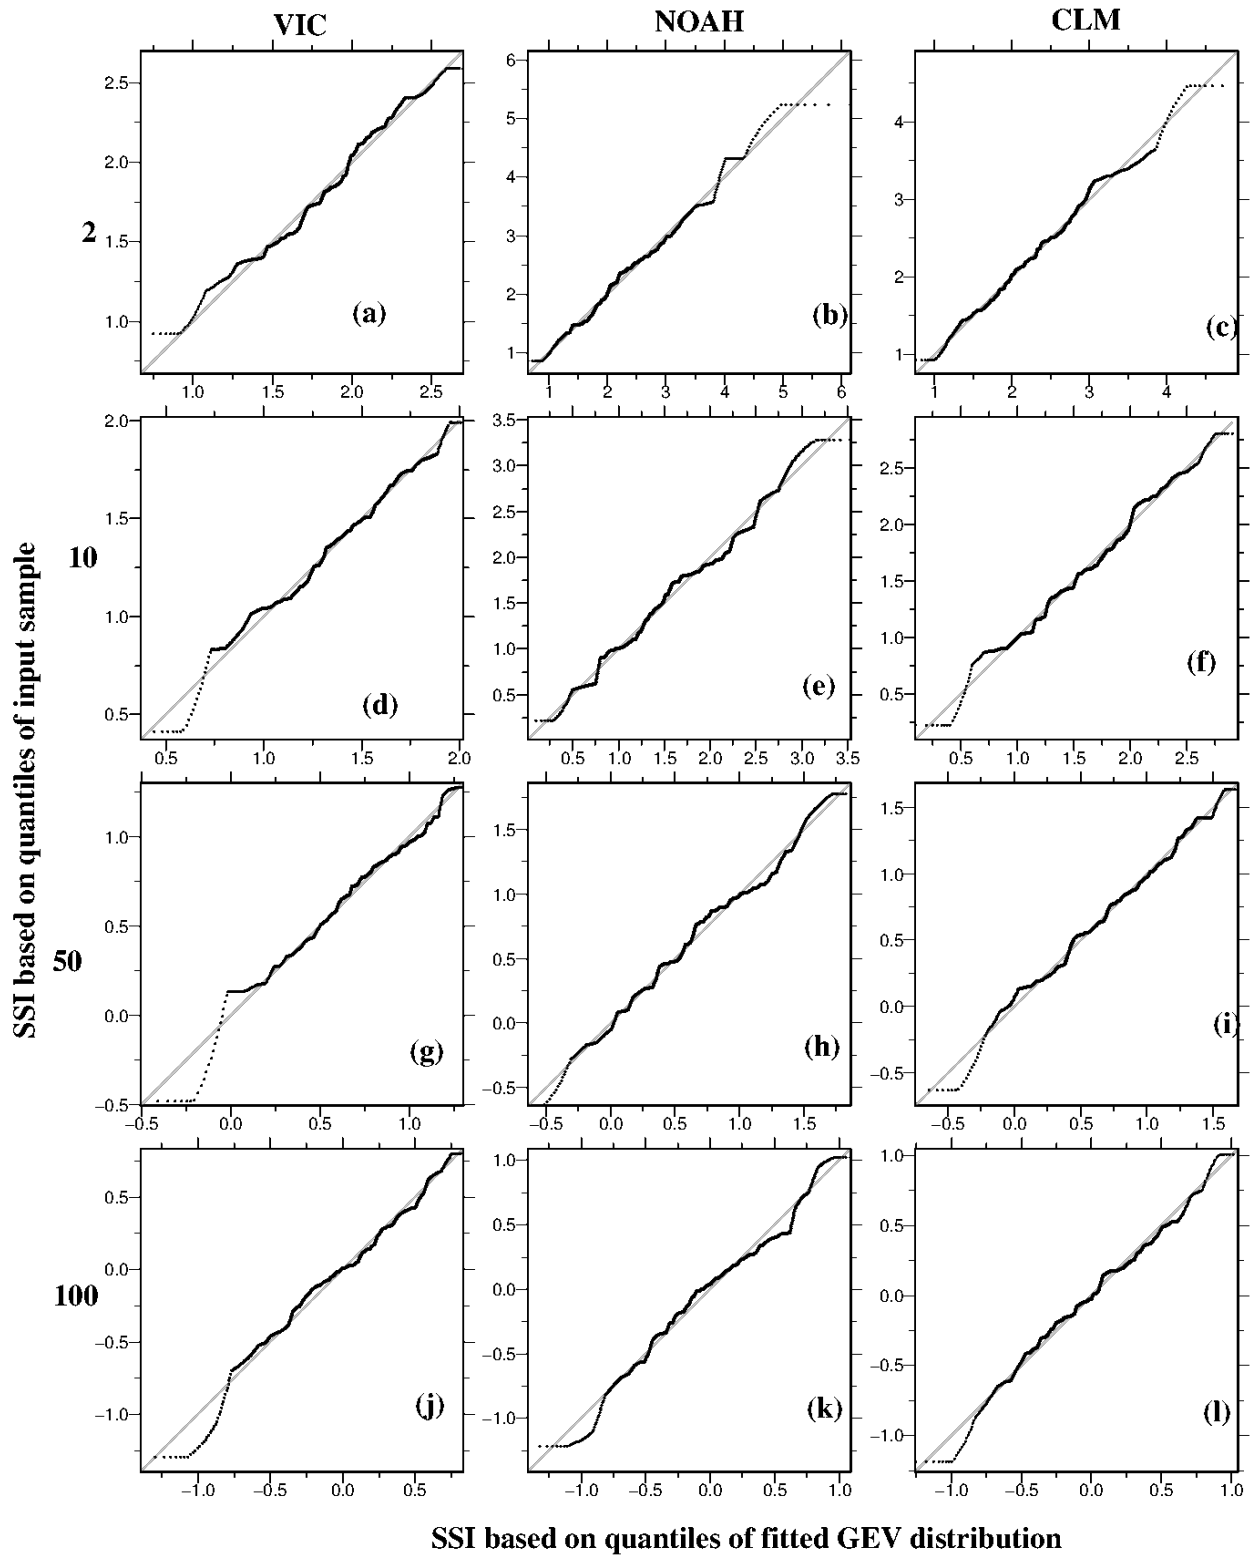 VIC NOAH CLM
SSI based on quantiles of input sample
2
2.5
2.0
1.5
1.0
(a)
1.0 1.5 2.0 2.5
6
5
4
3
2
1
(b)
1 2 3 4 5 6
4
3
2
1
(c)
1 2 3 4
10
2.0
1.5
1.0
0.5
(d)
0.5 1.0 1.5 2.0
3.5
3.0
2.5
2.0
1.5
1.0
0.5
(e)
0.5 1.0 1.5 2.0 2.5 3.0 3.5
2.5
2.0
1.5
1.0
0.5
(f)
0.5 1.0 1.5 2.0 2.5
50
1.0
0.5
0.0
−0.5
(g)
−0.5 0.0 0.5 1.0
1.5
1.0
0.5
0.0
−0.5
(h)
−0.5 0.0 0.5 1.0 1.5
1.5
1.0
0.5
0.0
−0.5
(i)
−0.5 0.0 0.5 1.0 1.5
100
0.5
0.0
−0.5
−1.0
(j)
−1.0 −0.5 0.0 0.5
1.0
0.5
0.0
−0.5
−1.0
(k)
−1.0 −0.5 0.0 0.5 1.0
1.0
0.5
0.0
−0.5
−1.0
(l)
−1.0 −0.5 0.0 0.5 1.0
SSI based on quantiles of fitted GEV distribution